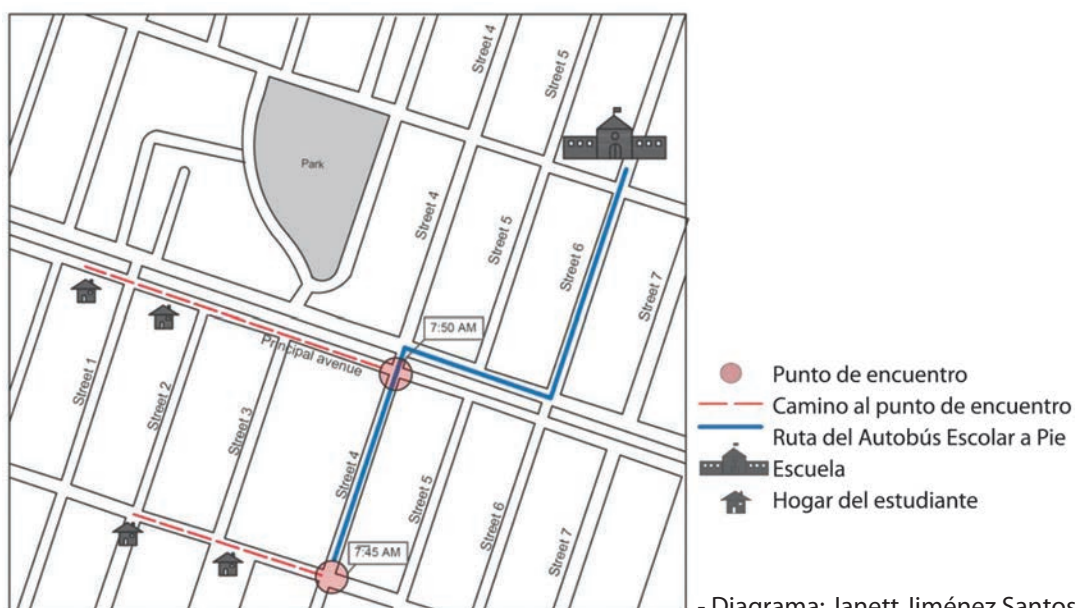 Street 4
Street 5
Park
Street 4
Street 5
Street 6
Street 7
7:50 AM
Principal avenue
Street 1
Street 2
Street 3
Street 4
Street 5
Street 6
Street 7
7:45 AM
Punto de encuentro
Camino al punto de encuentro
Ruta del Autobús Escolar a Pie
Escuela
Hogar del estudiante
- Diagrama: Janett Jiménez Santos